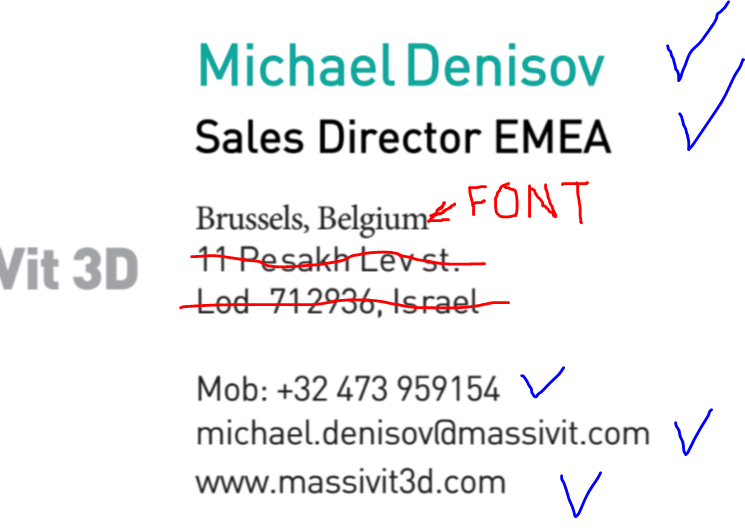 Michael Denisov
Sales Director EMEA
Brussels, Belgium FONT
11 Pesakh Lev st.
Vit 3D
Lod 712936, Israel
Mob: +32 473 959154
michael.denisov@massivit.com
www.massivit3d.com